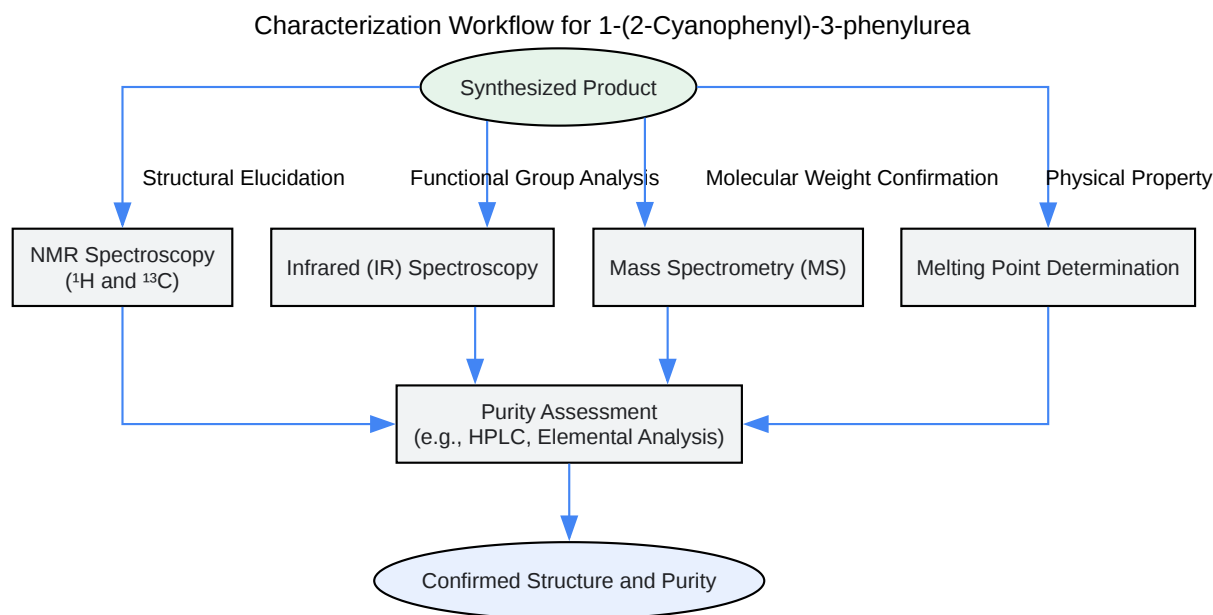 Characterization Workflow for 1-(2-Cyanophenyl)-3-phenylurea
Synthesized Product
Structural Elucidation
Functional Group Analysis
Molecular Weight Confirmation
Physical Property
NMR Spectroscopy
(¹H and ¹³C)
Infrared (IR) Spectroscopy
Mass Spectrometry (MS)
Melting Point Determination
Purity Assessment
(e.g., HPLC, Elemental Analysis)
Confirmed Structure and Purity